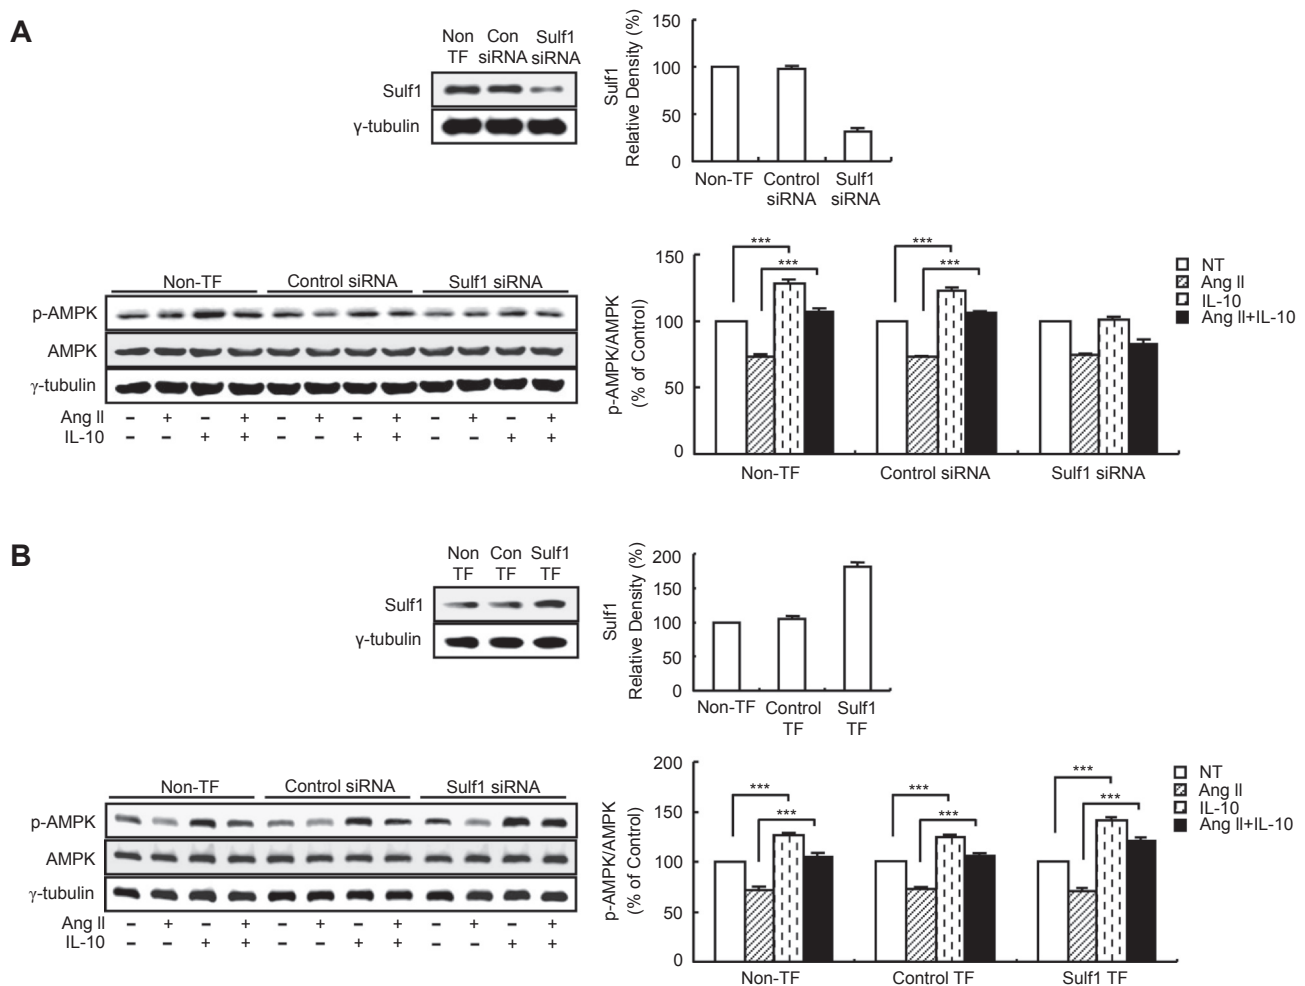 A
Non Con Sulf1
TF siRNA siRNA
Sulf1
γ-tubulin
Sulf1
Relative Density (%)
150
100
50
0
Non-TF Control Sulf1
siRNA siRNA
Non-TF Control siRNA Sulf1 siRNA
p-AMPK
AMPK
γ-tubulin
Ang II - + - + - + - + - + - +
IL-10 - - + + - - + + - - + +
p-AMPK/AMPK
(% of Control)
150
100
50
0
*** ***
*** ***
Non-TF Control siRNA Sulf1 siRNA
NT
Ang II
IL-10
Ang II+IL-10
B
Non Con Sulf1
TF TF TF
Sulf1
γ-tubulin
Sulf1
Relative Density (%)
200
150
100
50
0
Non-TF Control Sulf1
TF TF
Non-TF Control siRNA Sulf1 siRNA
p-AMPK
AMPK
γ-tubulin
Ang II - + - + - + - + - + - +
IL-10 - - + + - - + + - - + +
p-AMPK/AMPK
(% of Control)
200
150
100
50
0
*** *** ***
*** *** ***
Non-TF Control TF Sulf1 TF
NT
Ang II
IL-10
Ang II+IL-10